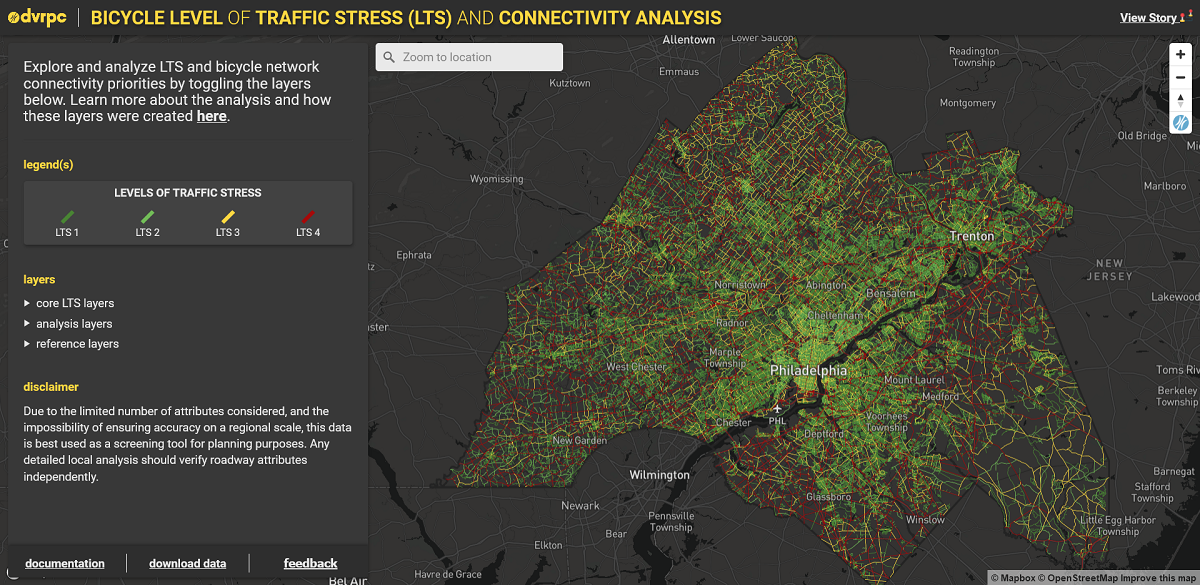 dvrpc
BICYCLE LEVEL OF TRAFFIC STRESS (LTS) AND CONNECTIVITY ANALYSIS
View Story
Explore and analyze LTS and bicycle network
connectivity priorities by toggling the layers
below. Learn more about the analysis and how
these layers were created here.
legend(s)
LEVELS OF TRAFFIC STRESS
LTS 1
LTS 2
LTS 3
LTS 4
layers
core LTS layers
analysis layers
reference layers
disclaimer
Due to the limited number of attributes considered, and the
impossibility of ensuring accuracy on a regional scale, this data
is best used as a screening tool for planning purposes. Any
detailed local analysis should verify roadway attributes
independently.
documentation
download data
feedback
Zoom to location
Allentown
Lower Saucon
Readington
Township
Emmaus
Kutztown
Montgomery
Old Bridge
Wyomissing
Marlboro
Trenton
Ephrata
NEW
JERSEY
Norristown
Abington
Bensalem
Lakewood
Cheltenham
Radnor
Marple
Township
West Chester
Philadelphia
Toms Riv
Mount Laurel
Berkeley
Township
Medford
PHL
Chester
Voorhees
Township
Deptford
New Garden
Wilmington
Barnegat
Stafford
Township
Glassboro
Newark
Pennsville
Township
Winslow
Little Egg Harbor
Township
Bear
Elkton
Havre de Grace
Bel Air
© Mapbox © OpenStreetMap Improve this map